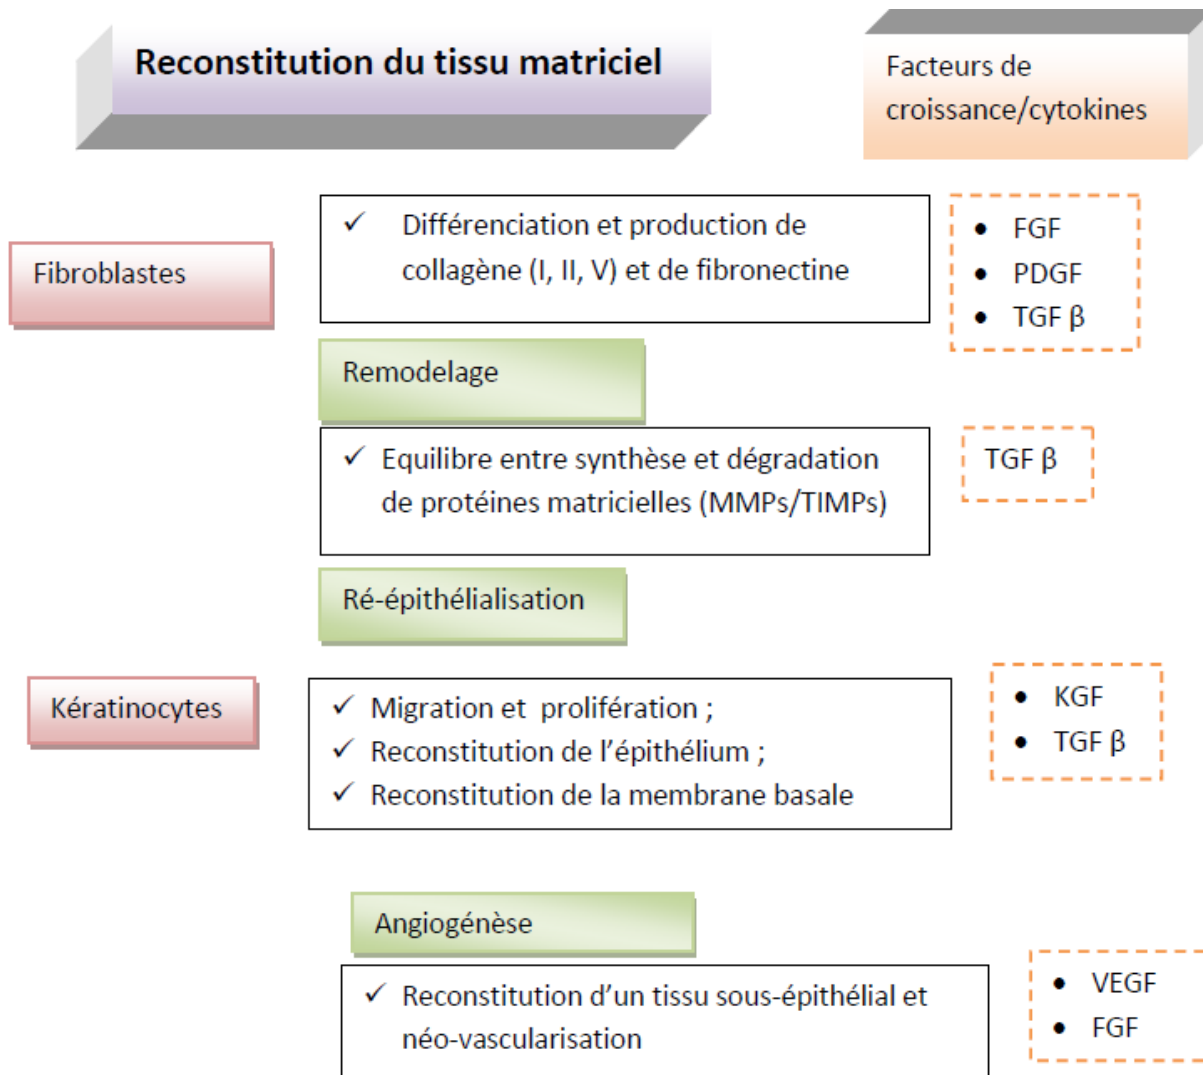 Reconstitution du tissu matriciel
Facteurs de
croissance/cytokines
Fibroblastes
✓ Différenciation et production de
collagène (I, II, V) et de fibronectine
• FGF
• PDGF
• TGF β
Remodelage
✓ Equilibre entre synthèse et dégradation
de protéines matricielles (MMPs/TIMPs)
TGF β
Ré-épithélialisation
Kératinocytes
✓ Migration et prolifération ;
✓ Reconstitution de l’épithélium ;
✓ Reconstitution de la membrane basale
• KGF
• TGF β
Angiogénèse
✓ Reconstitution d’un tissu sous-épithélial et
néo-vascularisation
• VEGF
• FGF